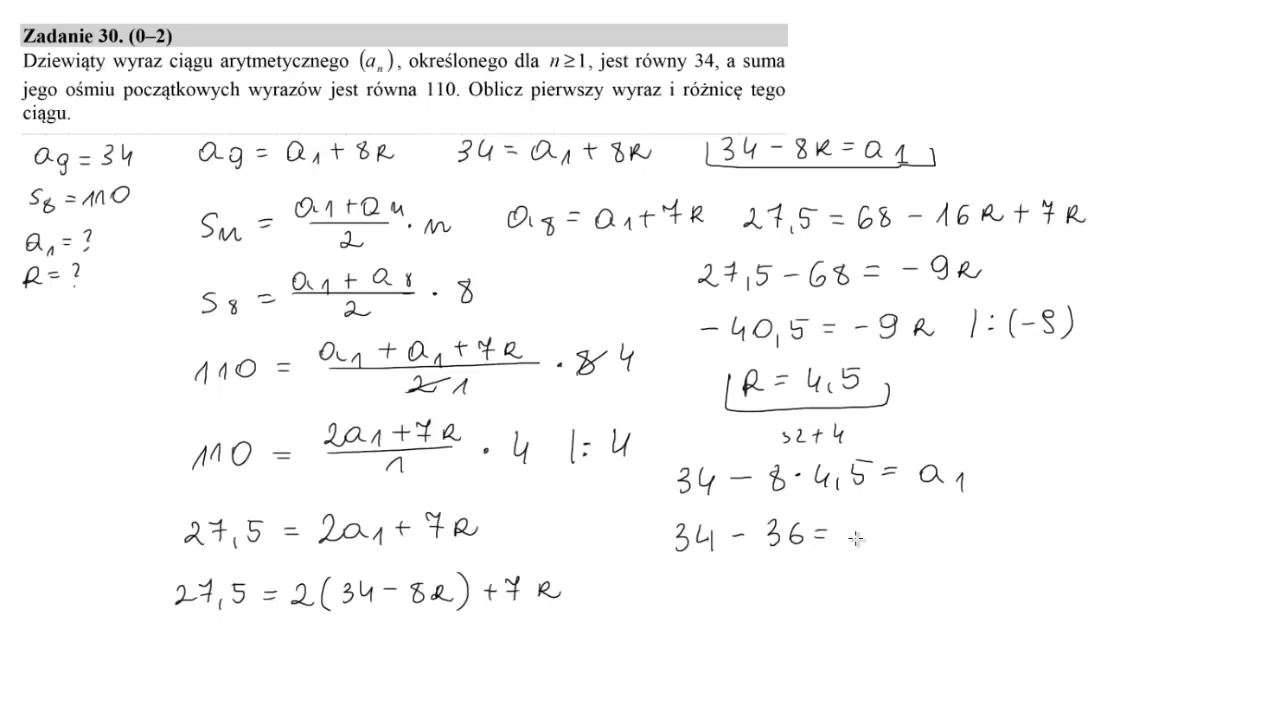 Zadanie 30. (0–2)
Dziewiąty wyraz ciągu arytmetycznego (aₙ), określonego dla n ≥ 1, jest równy 34, a suma
jego ośmiu początkowych wyrazów jest równa 110. Oblicz pierwszy wyraz i różnicę tego
ciągu.
a₉ = 34
S₈ = 110
a₁ = ?
R = ?
a₉ = a₁ + 8R
34 = a₁ + 8R
34 - 8R = a₁
Sₙ = (a₁ + aₙ)/2 · n
a₈ = a₁ + 7R
S₈ = (a₁ + a₈)/2 · 8
110 = (a₁ + a₁ + 7R)/2 1 · 8 4
110 = (2a₁ + 7R)/1 · 4 |: 4
27,5 = 2a₁ + 7R
27,5 = 2(34 - 8R) + 7R
27,5 = 68 - 16R + 7R
27,5 - 68 = -9R
-40,5 = -9R |:(-9)
R = 4,5
32+4
34 - 8·4,5 = a₁
34 - 36 =